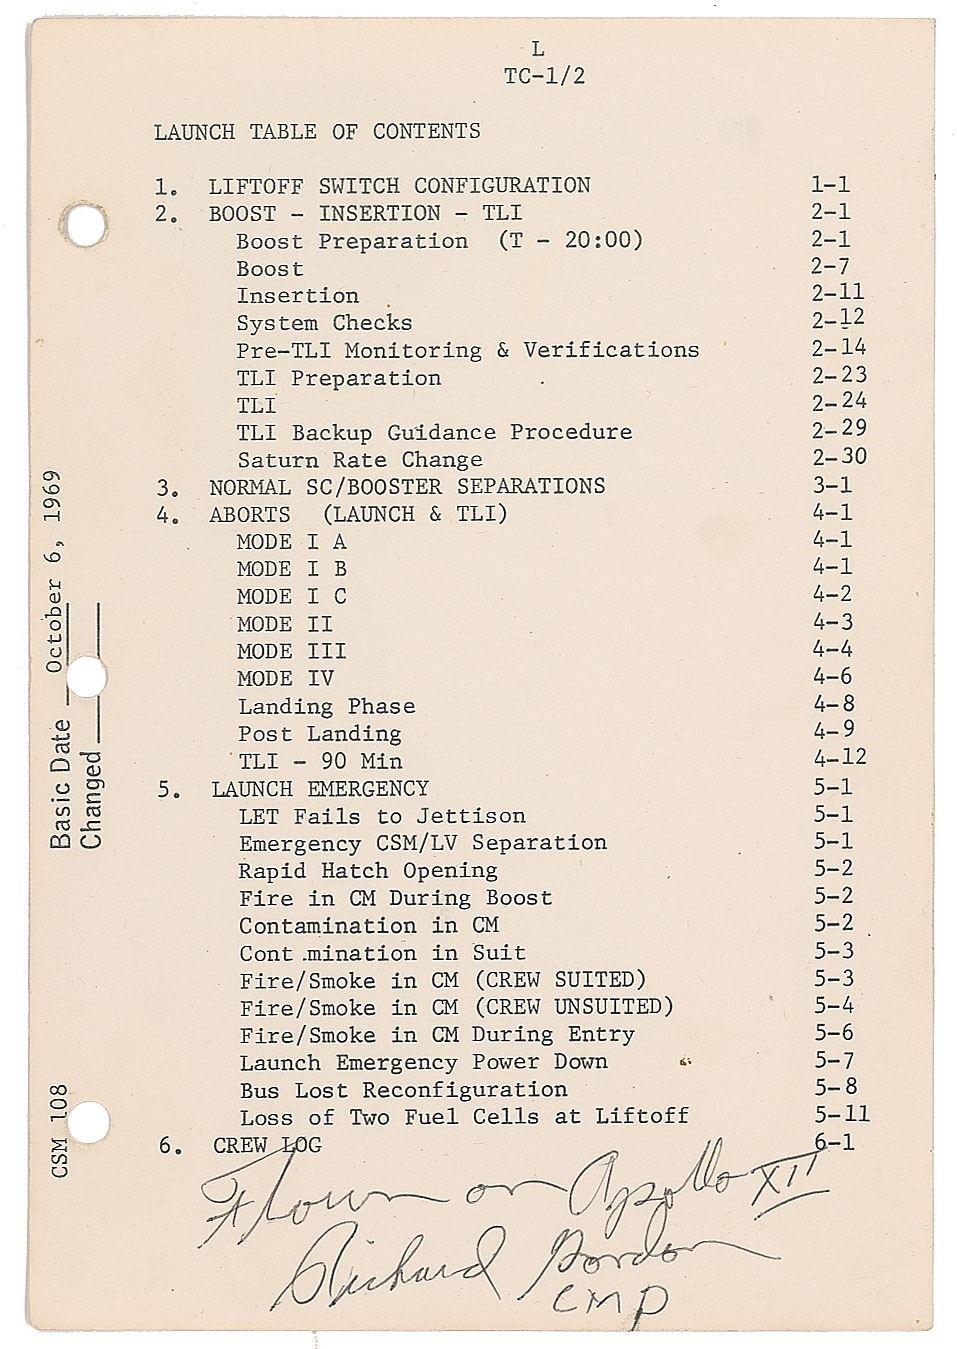 L
TC-1/2
LAUNCH TABLE OF CONTENTS
1. LIFTOFF SWITCH CONFIGURATION 1-1
2. BOOST - INSERTION - TLI 2-1
Boost Preparation (T - 20:00) 2-1
Boost 2-7
Insertion 2-11
System Checks 2-12
Pre-TLI Monitoring & Verifications 2-14
TLI Preparation 2-23
TLI 2-24
TLI Backup Guidance Procedure 2-29
Saturn Rate Change 2-30
3. NORMAL SC/BOOSTER SEPARATIONS 3-1
4. ABORTS (LAUNCH & TLI) 4-1
MODE I A 4-1
MODE I B 4-1
MODE I C 4-2
MODE II 4-3
MODE III 4-4
MODE IV 4-6
Landing Phase 4-8
Post Landing 4-9
TLI - 90 Min 4-12
5. LAUNCH EMERGENCY 5-1
LET Fails to Jettison 5-1
Emergency CSM/LV Separation 5-1
Rapid Hatch Opening 5-2
Fire in CM During Boost 5-2
Contamination in CM 5-2
Cont.mination in Suit 5-3
Fire/Smoke in CM (CREW SUITED) 5-3
Fire/Smoke in CM (CREW UNSUITED) 5-4
Fire/Smoke in CM During Entry 5-6
Launch Emergency Power Down 5-7
Bus Lost Reconfiguration 5-8
Loss of Two Fuel Cells at Liftoff 5-11
6. CREW LOG 6-1
Flown on Apollo XII
Richard Gordon
CMP
Basic Date October 6, 1969
Changed
CSM 108